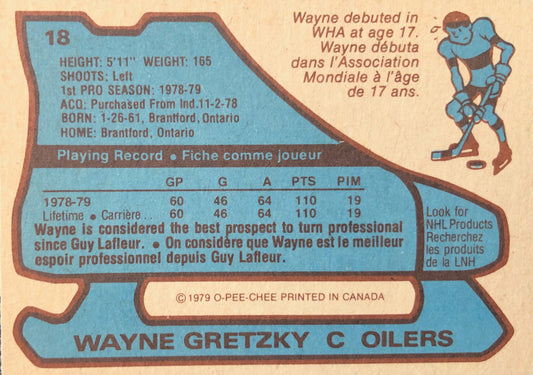 18
HEIGHT: 5'11" WEIGHT: 165
SHOOTS: Left
1st PRO SEASON: 1978-79
ACQ: Purchased From Ind.11-2-78
BORN: 1-26-61, Brantford, Ontario
HOME: Brantford, Ontario
Wayne debuted in
WHA at age 17.
Wayne débuta
dans l'Association
Mondiale à l'âge
de 17 ans.
Playing Record • Fiche comme joueur
GP G A PTS PIM
1978-79 60 46 64 110 19
Lifetime • Carrière .. 60 46 64 110 19
Wayne is considered the best prospect to turn professional
since Guy Lafleur. • On considère que Wayne est le meilleur
espoir professionnel depuis Guy Lafleur.
Look for
NHL Products
Recherchez
les produits
de la LNH
© 1979 O-PEE-CHEE PRINTED IN CANADA
WAYNE GRETZKY C OILERS